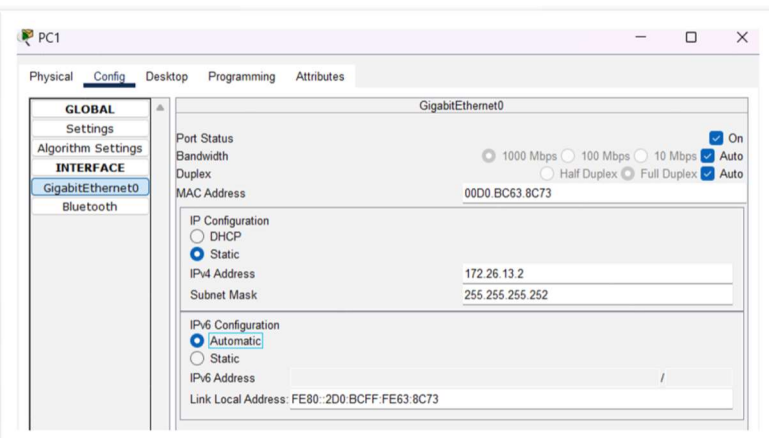 PC1
Physical Config Desktop Programming Attributes
GLOBAL
Settings
Algorithm Settings
INTERFACE
GigabitEthernet0
Bluetooth
GigabitEthernet0
Port Status On
Bandwidth 1000 Mbps 100 Mbps 10 Mbps Auto
Duplex Half Duplex Full Duplex Auto
MAC Address 00D0.BC63.8C73
IP Configuration
DHCP
Static
IPv4 Address 172.26.13.2
Subnet Mask 255.255.255.252
IPv6 Configuration
Automatic
Static
IPv6 Address /
Link Local Address: FE80::2D0:BCFF:FE63:8C73